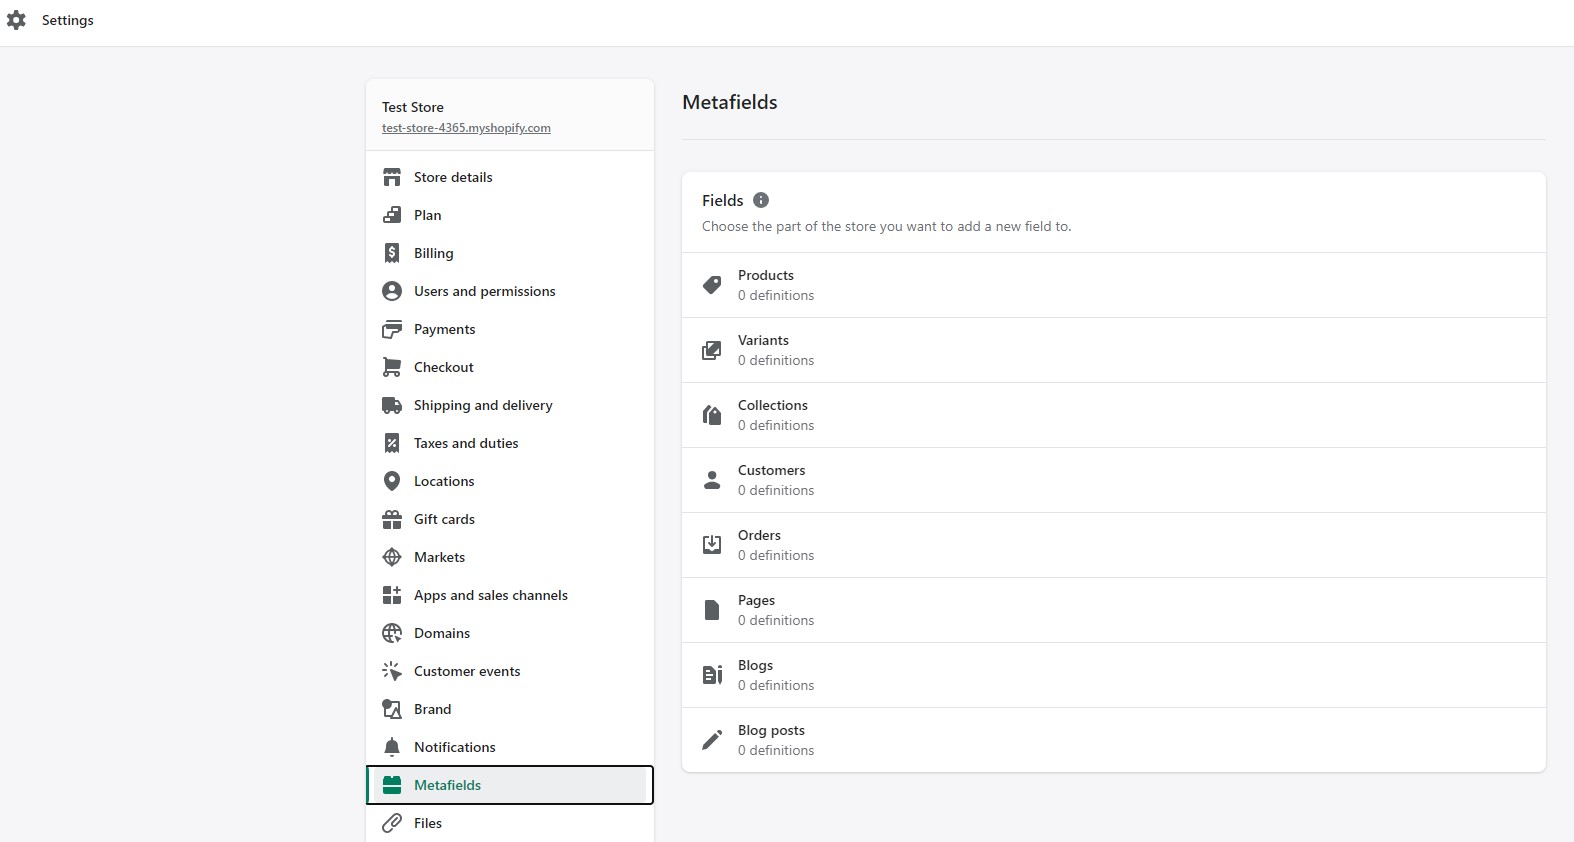 Settings
Test Store
test-store-4365.myshopify.com
Store details
Plan
Billing
Users and permissions
Payments
Checkout
Shipping and delivery
Taxes and duties
Locations
Gift cards
Markets
Apps and sales channels
Domains
Customer events
Brand
Notifications
Metafields
Files
Metafields
Fields
Choose the part of the store you want to add a new field to.
Products
0 definitions
Variants
0 definitions
Collections
0 definitions
Customers
0 definitions
Orders
0 definitions
Pages
0 definitions
Blogs
0 definitions
Blog posts
0 definitions